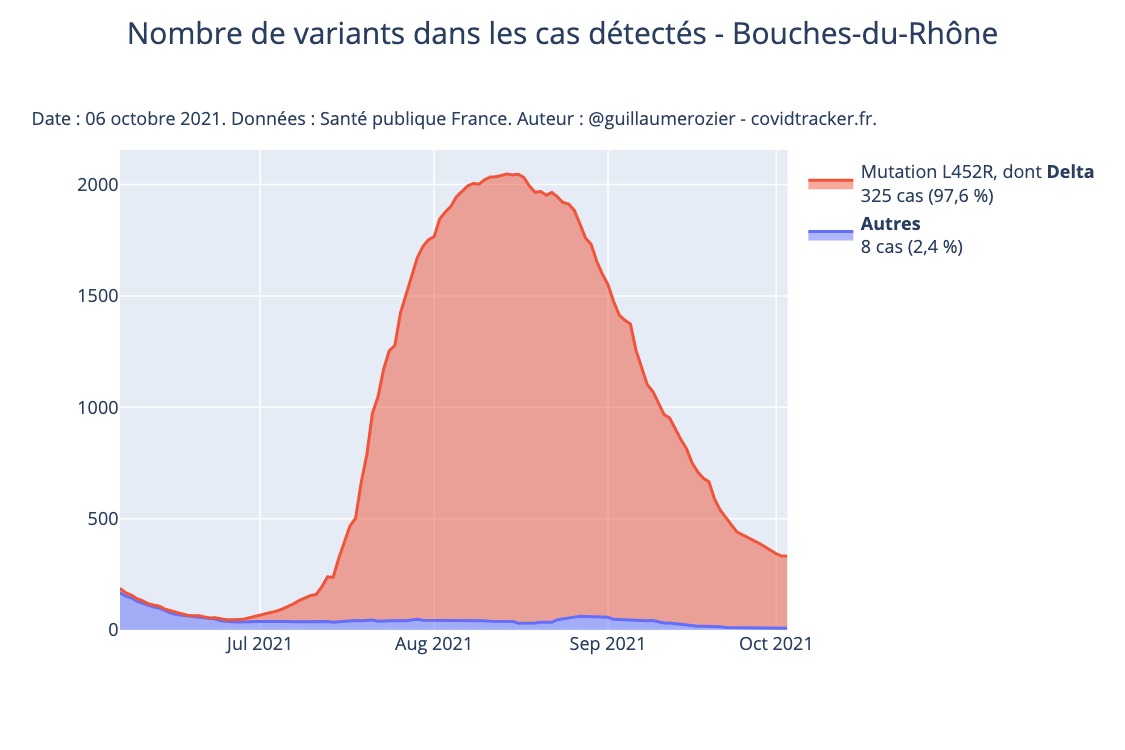 Nombre de variants dans les cas détectés - Bouches-du-Rhône
Date : 06 octobre 2021. Données : Santé publique France. Auteur : @guillaumerozier - covidtracker.fr.
Mutation L452R, dont Delta
325 cas (97,6 %)
Autres
8 cas (2,4 %)
2000
1500
1000
500
0
Jul 2021
Aug 2021
Sep 2021
Oct 2021